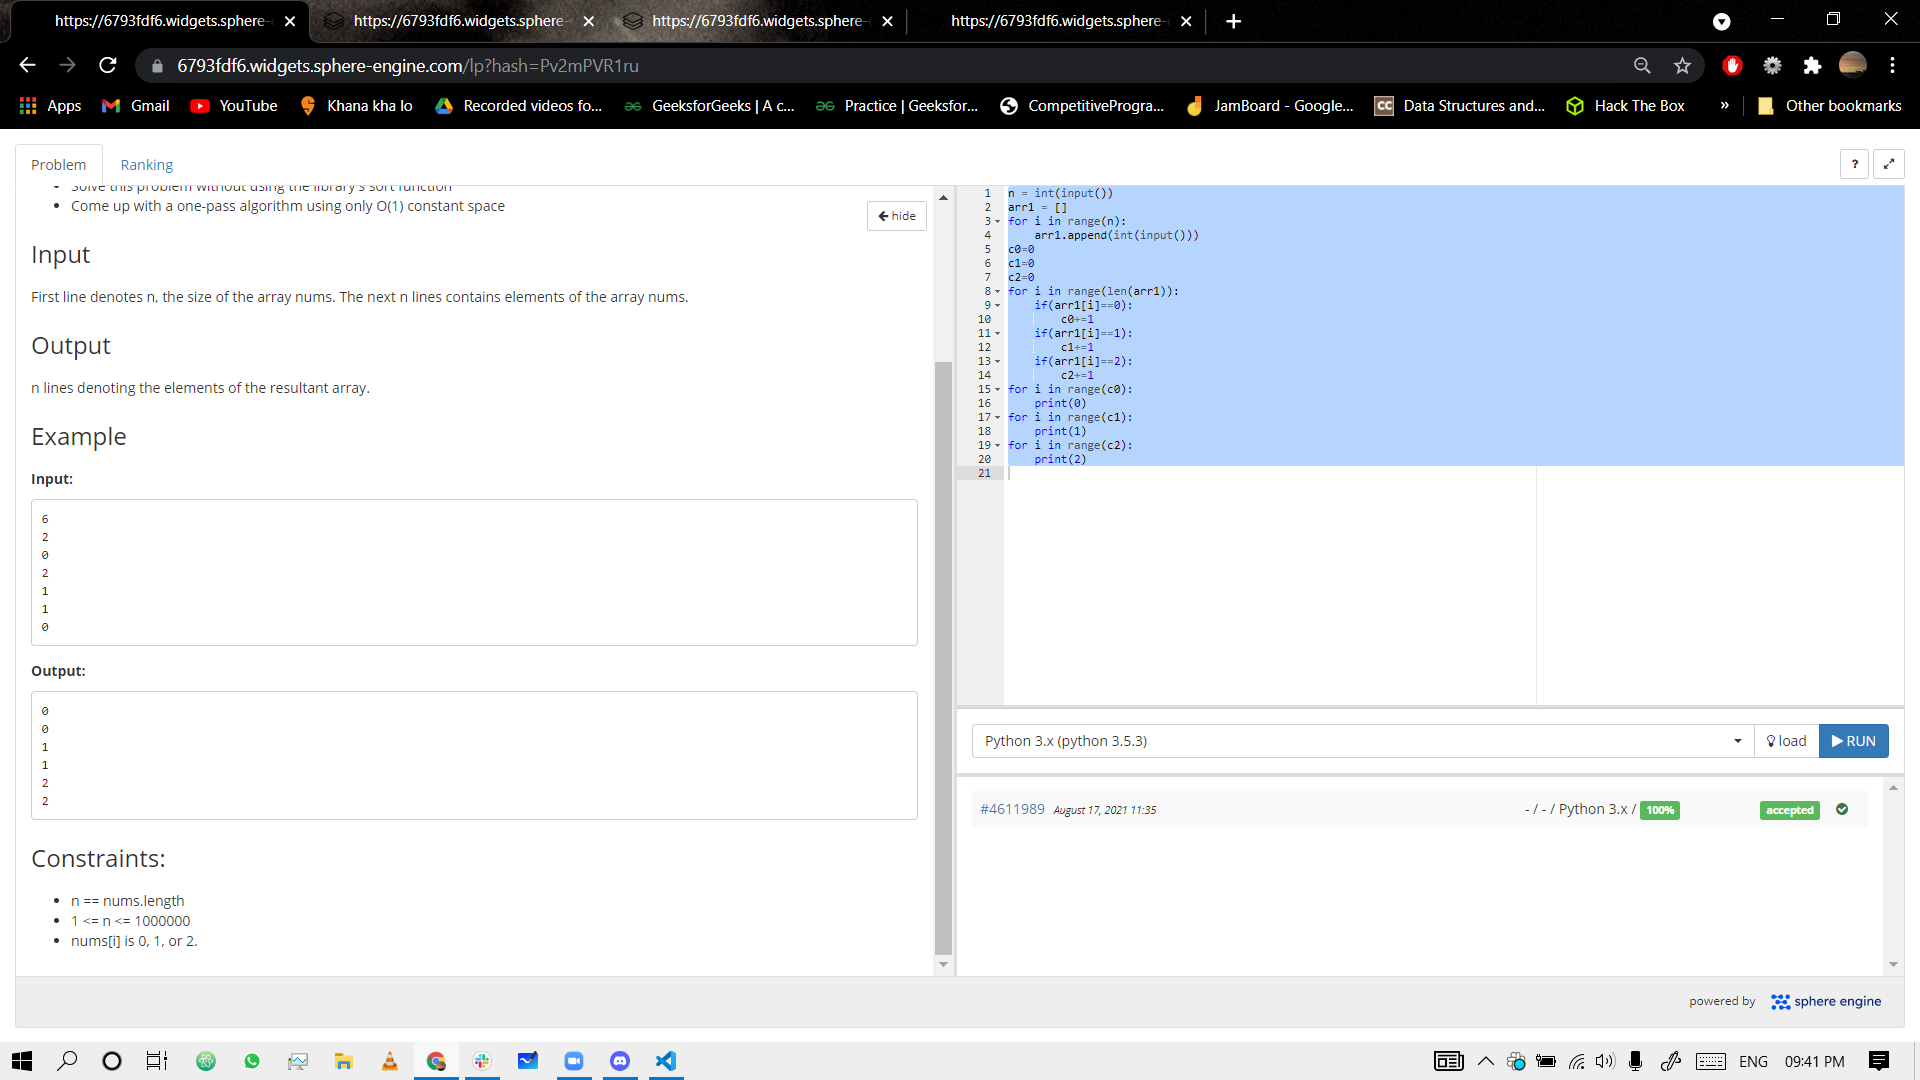 https://6793fdf6.widgets.sphere-
https://6793fdf6.widgets.sphere-
https://6793fdf6.widgets.sphere-
https://6793fdf6.widgets.sphere-
6793fdf6.widgets.sphere-engine.com/lp?hash=Pv2mPVR1ru
Apps
Gmail
YouTube
Khana kha lo
Recorded videos fo...
GeeksforGeeks | A c...
Practice | Geeksfor...
CompetitiveProgra...
JamBoard - Google...
CC
Data Structures and...
Hack The Box
»
Other bookmarks
Problem
Ranking
?
Solve this problem without using the library's sort function
Come up with a one-pass algorithm using only O(1) constant space
hide
Input
First line denotes n, the size of the array nums. The next n lines contains elements of the array nums.
Output
n lines denoting the elements of the resultant array.
Example
Input:
6
2
0
2
1
1
0
Output:
0
0
1
1
2
2
Constraints:
n == nums.length
1 <= n <= 1000000
nums[i] is 0, 1, or 2.
1 n = int(input())
2 arr1 = []
3 for i in range(n):
4 arr1.append(int(input()))
5 c0=0
6 c1=0
7 c2=0
8 for i in range(len(arr1)):
9 if(arr1[i]==0):
10 c0+=1
11 if(arr1[i]==1):
12 c1+=1
13 if(arr1[i]==2):
14 c2+=1
15 for i in range(c0):
16 print(0)
17 for i in range(c1):
18 print(1)
19 for i in range(c2):
20 print(2)
21
Python 3.x (python 3.5.3)
load
RUN
#4611989 August 17, 2021 11:35
- / - / Python 3.x / 100%
accepted
powered by
sphere engine
ENG
09:41 PM